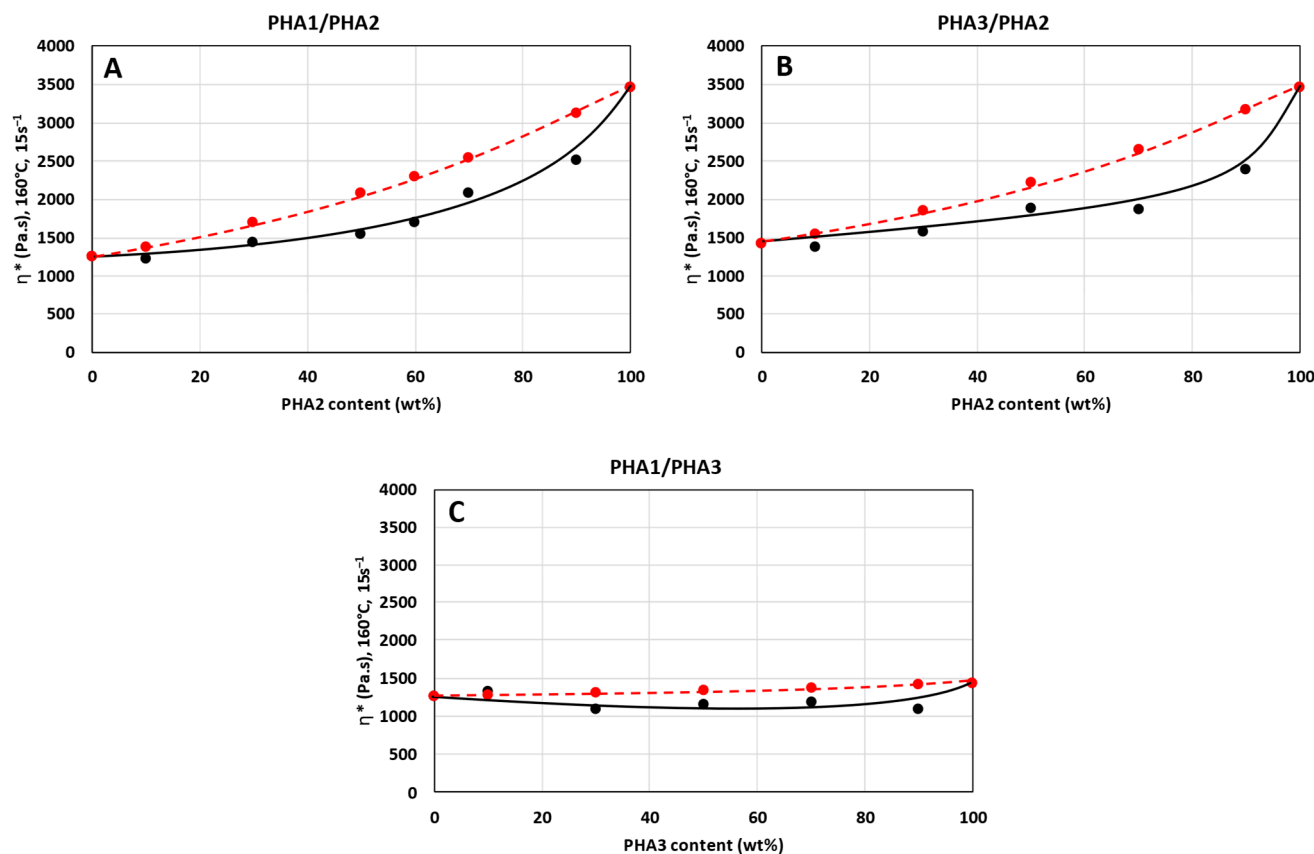 PHA1/PHA2
A
4000
3500
3000
2500
2000
1500
1000
500
0
η* (Pa.s), 160°C, 15s⁻¹
0 20 40 60 80 100
PHA2 content (wt%)
PHA3/PHA2
B
4000
3500
3000
2500
2000
1500
1000
500
0
η* (Pa.s), 160°C, 15s⁻¹
0 20 40 60 80 100
PHA2 content (wt%)
PHA1/PHA3
C
4000
3500
3000
2500
2000
1500
1000
500
0
η* (Pa.s), 160°C, 15s⁻¹
0 20 40 60 80 100
PHA3 content (wt%)